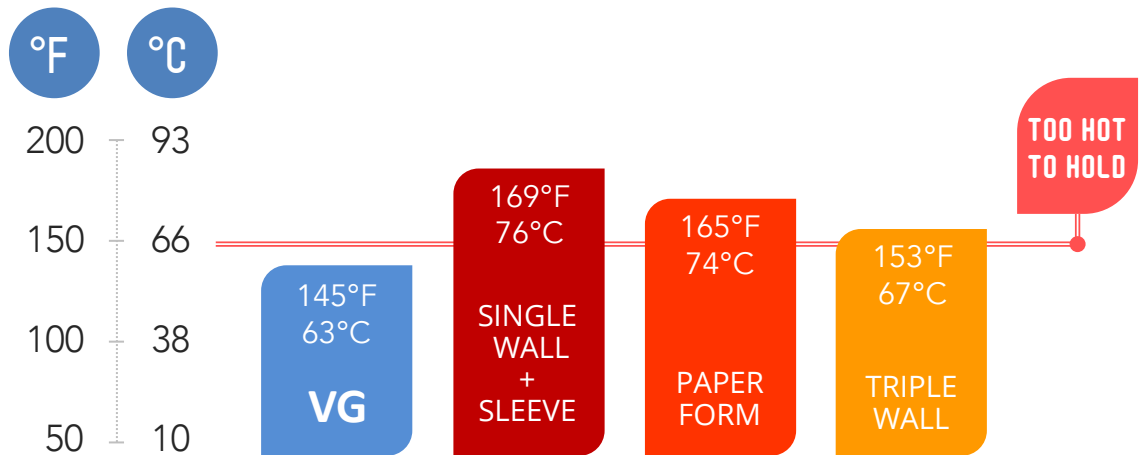 °F °C
200 93
150 66
100 38
50 10
145°F
63°C
VG
169°F
76°C
SINGLE
WALL
+
SLEEVE
165°F
74°C
PAPER
FORM
153°F
67°C
TRIPLE
WALL
TOO HOT
TO HOLD